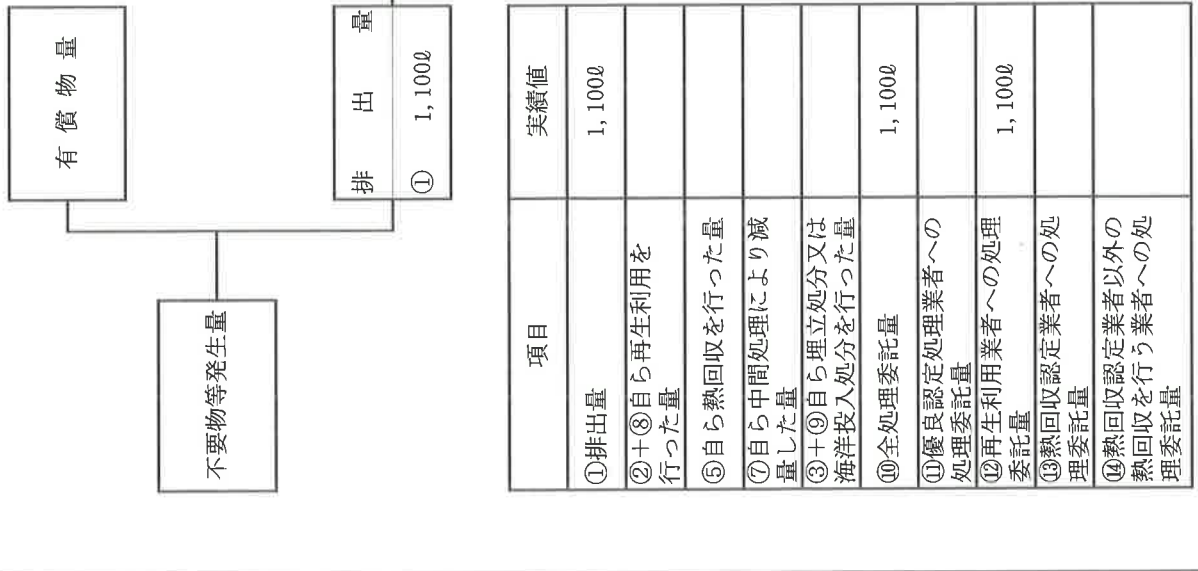 有償物量
不要物等発生量
排出量
① 1,100ℓ
項目 実績値
①排出量 1,100ℓ
②+⑧自ら再生利用を
行った量
⑤自ら熱回収を行った量
⑦自ら中間処理により減
量した量
③+⑨自ら埋立処分又は
海洋投入処分を行った量
⑩全処理委託量 1,100ℓ
⑪優良認定処理業者への
処理委託量
⑫再生利用業者への処理
委託量 1,100ℓ
⑬熱回収認定業者への処
理委託量
⑭熱回収認定業者以外の
熱回収を行う業者への処
理委託量